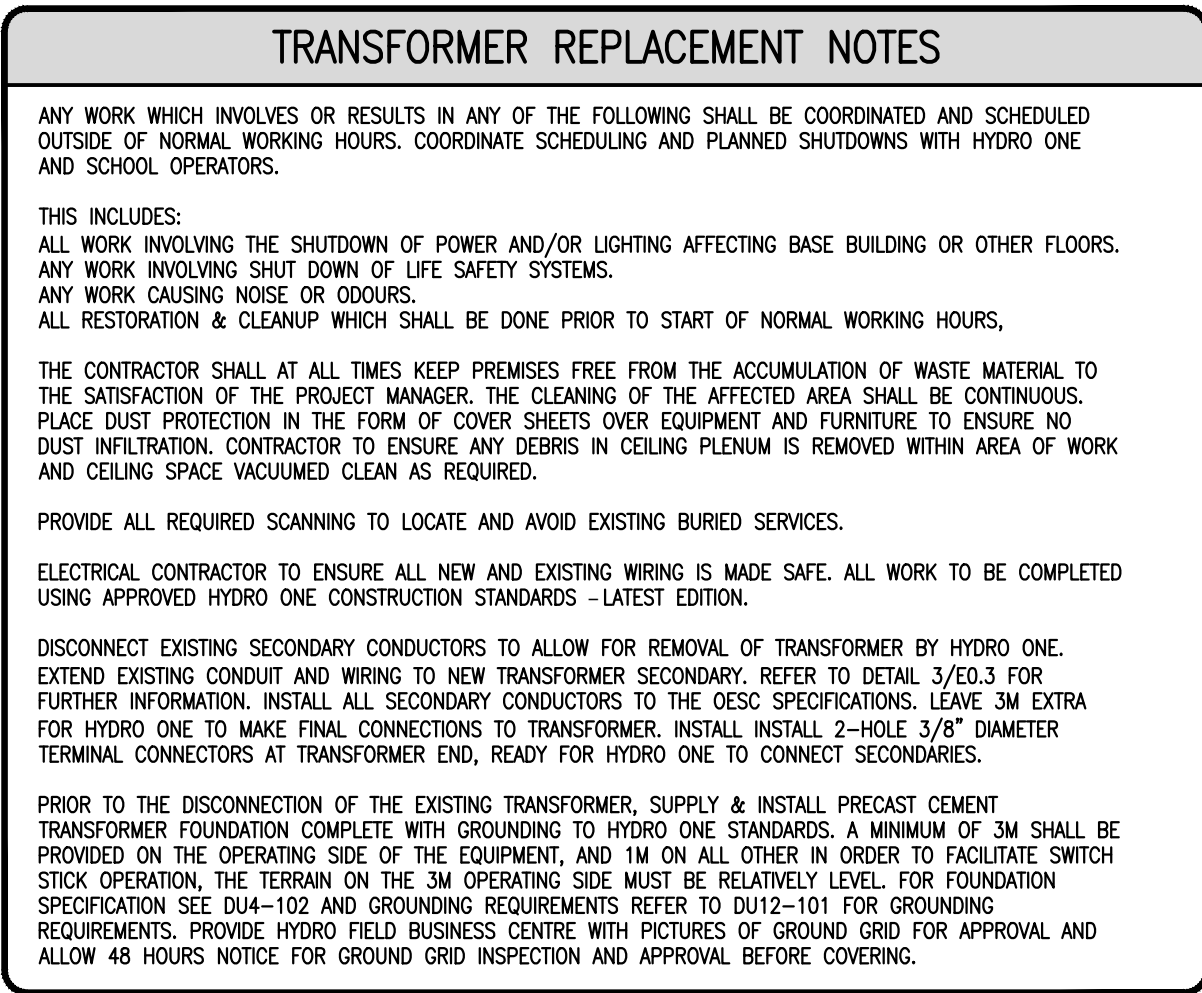 TRANSFORMER REPLACEMENT NOTES
ANY WORK WHICH INVOLVES OR RESULTS IN ANY OF THE FOLLOWING SHALL BE COORDINATED AND SCHEDULED
OUTSIDE OF NORMAL WORKING HOURS. COORDINATE SCHEDULING AND PLANNED SHUTDOWNS WITH HYDRO ONE
AND SCHOOL OPERATORS.
THIS INCLUDES:
ALL WORK INVOLVING THE SHUTDOWN OF POWER AND/OR LIGHTING AFFECTING BASE BUILDING OR OTHER FLOORS.
ANY WORK INVOLVING SHUT DOWN OF LIFE SAFETY SYSTEMS.
ANY WORK CAUSING NOISE OR ODOURS.
ALL RESTORATION & CLEANUP WHICH SHALL BE DONE PRIOR TO START OF NORMAL WORKING HOURS,
THE CONTRACTOR SHALL AT ALL TIMES KEEP PREMISES FREE FROM THE ACCUMULATION OF WASTE MATERIAL TO
THE SATISFACTION OF THE PROJECT MANAGER. THE CLEANING OF THE AFFECTED AREA SHALL BE CONTINUOUS.
PLACE DUST PROTECTION IN THE FORM OF COVER SHEETS OVER EQUIPMENT AND FURNITURE TO ENSURE NO
DUST INFILTRATION. CONTRACTOR TO ENSURE ANY DEBRIS IN CEILING PLENUM IS REMOVED WITHIN AREA OF WORK
AND CEILING SPACE VACUUMED CLEAN AS REQUIRED.
PROVIDE ALL REQUIRED SCANNING TO LOCATE AND AVOID EXISTING BURIED SERVICES.
ELECTRICAL CONTRACTOR TO ENSURE ALL NEW AND EXISTING WIRING IS MADE SAFE. ALL WORK TO BE COMPLETED
USING APPROVED HYDRO ONE CONSTRUCTION STANDARDS –LATEST EDITION.
DISCONNECT EXISTING SECONDARY CONDUCTORS TO ALLOW FOR REMOVAL OF TRANSFORMER BY HYDRO ONE.
EXTEND EXISTING CONDUIT AND WIRING TO NEW TRANSFORMER SECONDARY. REFER TO DETAIL 3/E0.3 FOR
FURTHER INFORMATION. INSTALL ALL SECONDARY CONDUCTORS TO THE OESC SPECIFICATIONS. LEAVE 3M EXTRA
FOR HYDRO ONE TO MAKE FINAL CONNECTIONS TO TRANSFORMER. INSTALL INSTALL 2-HOLE 3/8" DIAMETER
TERMINAL CONNECTORS AT TRANSFORMER END, READY FOR HYDRO ONE TO CONNECT SECONDARIES.
PRIOR TO THE DISCONNECTION OF THE EXISTING TRANSFORMER, SUPPLY & INSTALL PRECAST CEMENT
TRANSFORMER FOUNDATION COMPLETE WITH GROUNDING TO HYDRO ONE STANDARDS. A MINIMUM OF 3M SHALL BE
PROVIDED ON THE OPERATING SIDE OF THE EQUIPMENT, AND 1M ON ALL OTHER IN ORDER TO FACILITATE SWITCH
STICK OPERATION, THE TERRAIN ON THE 3M OPERATING SIDE MUST BE RELATIVELY LEVEL. FOR FOUNDATION
SPECIFICATION SEE DU4-102 AND GROUNDING REQUIREMENTS REFER TO DU12-101 FOR GROUNDING
REQUIREMENTS. PROVIDE HYDRO FIELD BUSINESS CENTRE WITH PICTURES OF GROUND GRID FOR APPROVAL AND
ALLOW 48 HOURS NOTICE FOR GROUND GRID INSPECTION AND APPROVAL BEFORE COVERING.